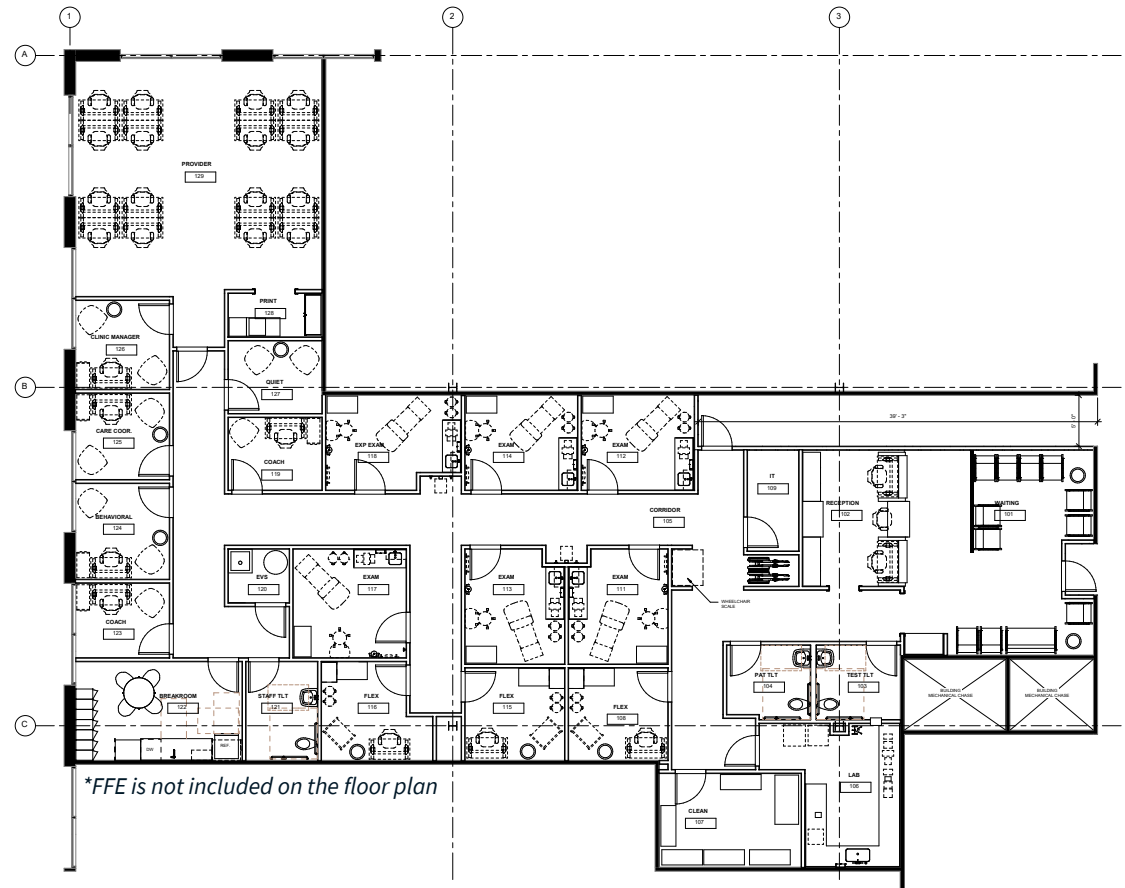 1
2
3
A
PROVIDER
129
PRINT
128
CLINIC MANAGER
126
B
QUIET
127
CARE COOR.
125
COACH
119
EXP EXAM
118
EXAM
114
EXAM
112
39' - 3"
5' - 0"
IT
109
RECEPTION
102
WAITING
101
CORRIDOR
105
BEHAVIORAL
124
EVS
120
EXAM
117
EXAM
113
EXAM
111
WHEELCHAIR
SCALE
COACH
123
BREAKROOM
122
STAFF TLT
121
FLEX
116
FLEX
115
FLEX
108
PAT TLT
104
TEST TLT
103
BUILDING
MECHANICAL CHASE
BUILDING
MECHANICAL CHASE
C
DW
REF.
LAB
CLEAN
107
*FFE is not included on the floor plan